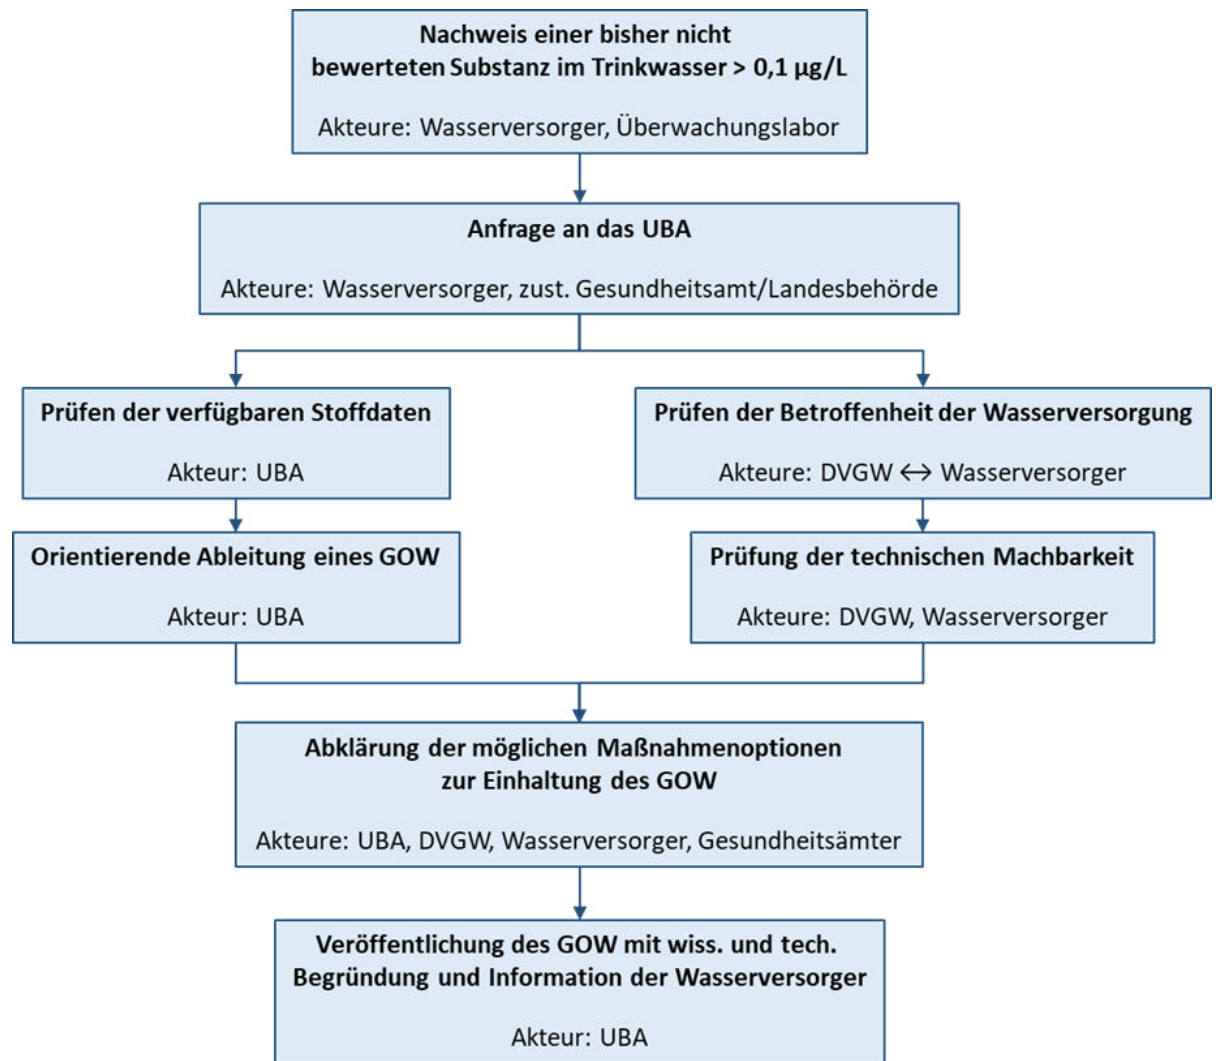 Nachweis einer bisher nicht
bewerteten Substanz im Trinkwasser > 0,1 µg/L
Akteure: Wasserversorger, Überwachungslabor
Anfrage an das UBA
Akteure: Wasserversorger, zust. Gesundheitsamt/Landesbehörde
Prüfen der verfügbaren Stoffdaten
Akteur: UBA
Prüfen der Betroffenheit der Wasserversorgung
Akteure: DVGW ↔ Wasserversorger
Orientierende Ableitung eines GOW
Akteur: UBA
Prüfung der technischen Machbarkeit
Akteure: DVGW, Wasserversorger
Abklärung der möglichen Maßnahmenoptionen
zur Einhaltung des GOW
Akteure: UBA, DVGW, Wasserversorger, Gesundheitsämter
Veröffentlichung des GOW mit wiss. und tech.
Begründung und Information der Wasserversorger
Akteur: UBA